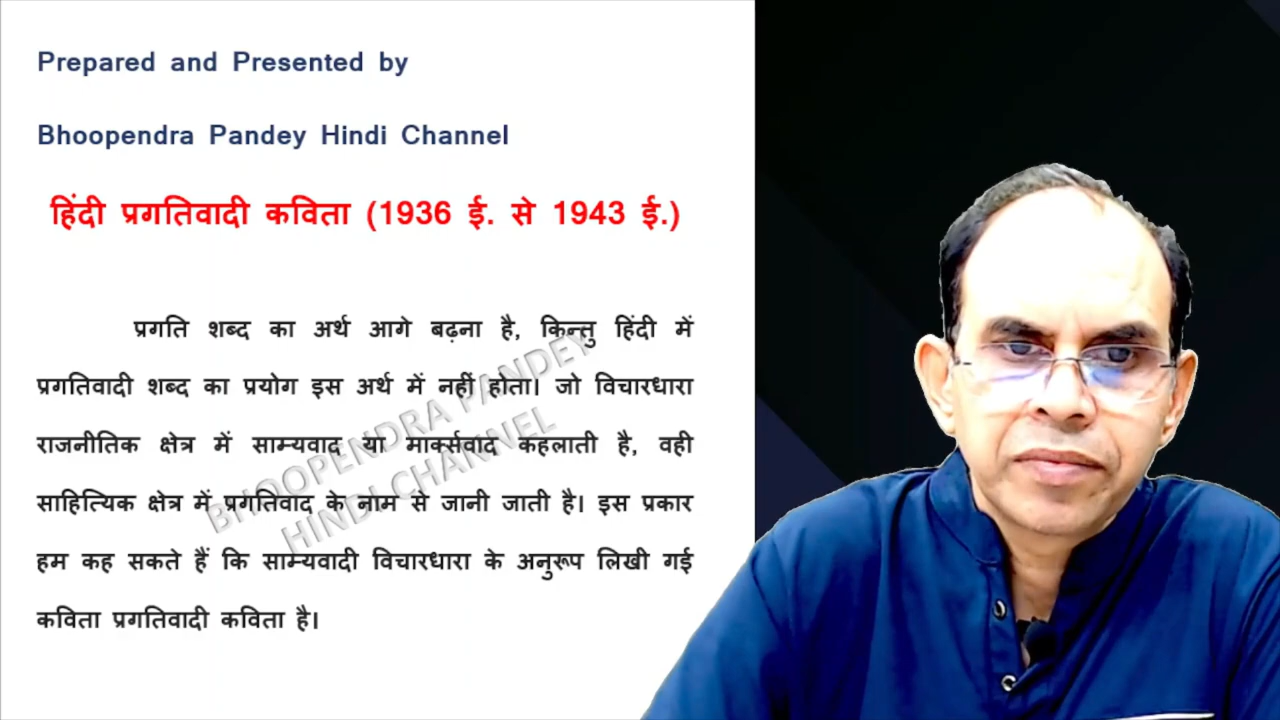 Prepared and Presented by
Bhoopendra Pandey Hindi Channel
हिंदी प्रगतिवादी कविता (1936 ई. से 1943 ई.)
प्रगति शब्द का अर्थ आगे बढ़ना है, किन्तु हिंदी में
प्रगतिवादी शब्द का प्रयोग इस अर्थ में नहीं होता। जो विचारधारा
राजनीतिक क्षेत्र में साम्यवाद या मार्क्सवाद कहलाती है, वही
साहित्यिक क्षेत्र में प्रगतिवाद के नाम से जानी जाती है। इस प्रकार
हम कह सकते हैं कि साम्यवादी विचारधारा के अनुरूप लिखी गई
कविता प्रगतिवादी कविता है।
BHOOPENDRA PANDEY
HINDI CHANNEL